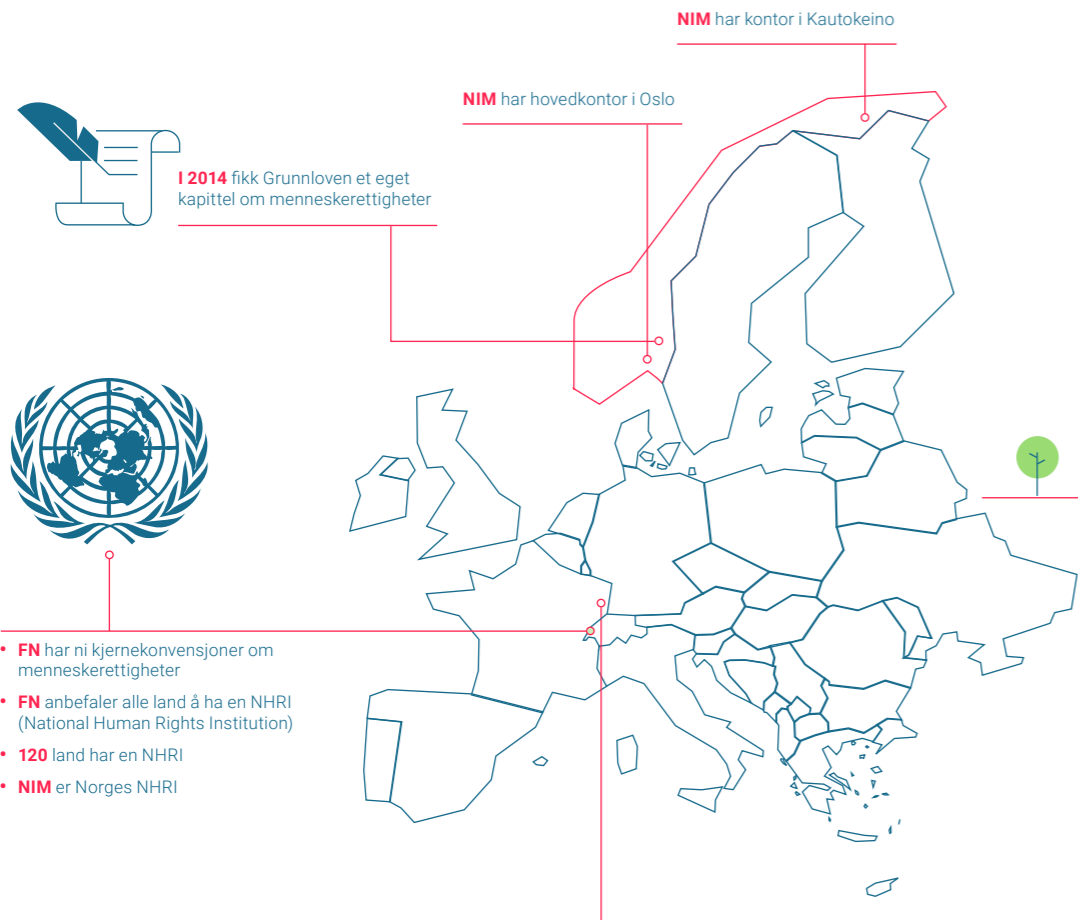 NIM har kontor i Kautokeino
NIM har hovedkontor i Oslo
I 2014 fikk Grunnloven et eget
kapittel om menneskerettigheter
• FN har ni kjernekonvensjoner om
menneskerettigheter
• FN anbefaler alle land å ha en NHRI
(National Human Rights Institution)
• 120 land har en NHRI
• NIM er Norges NHRI